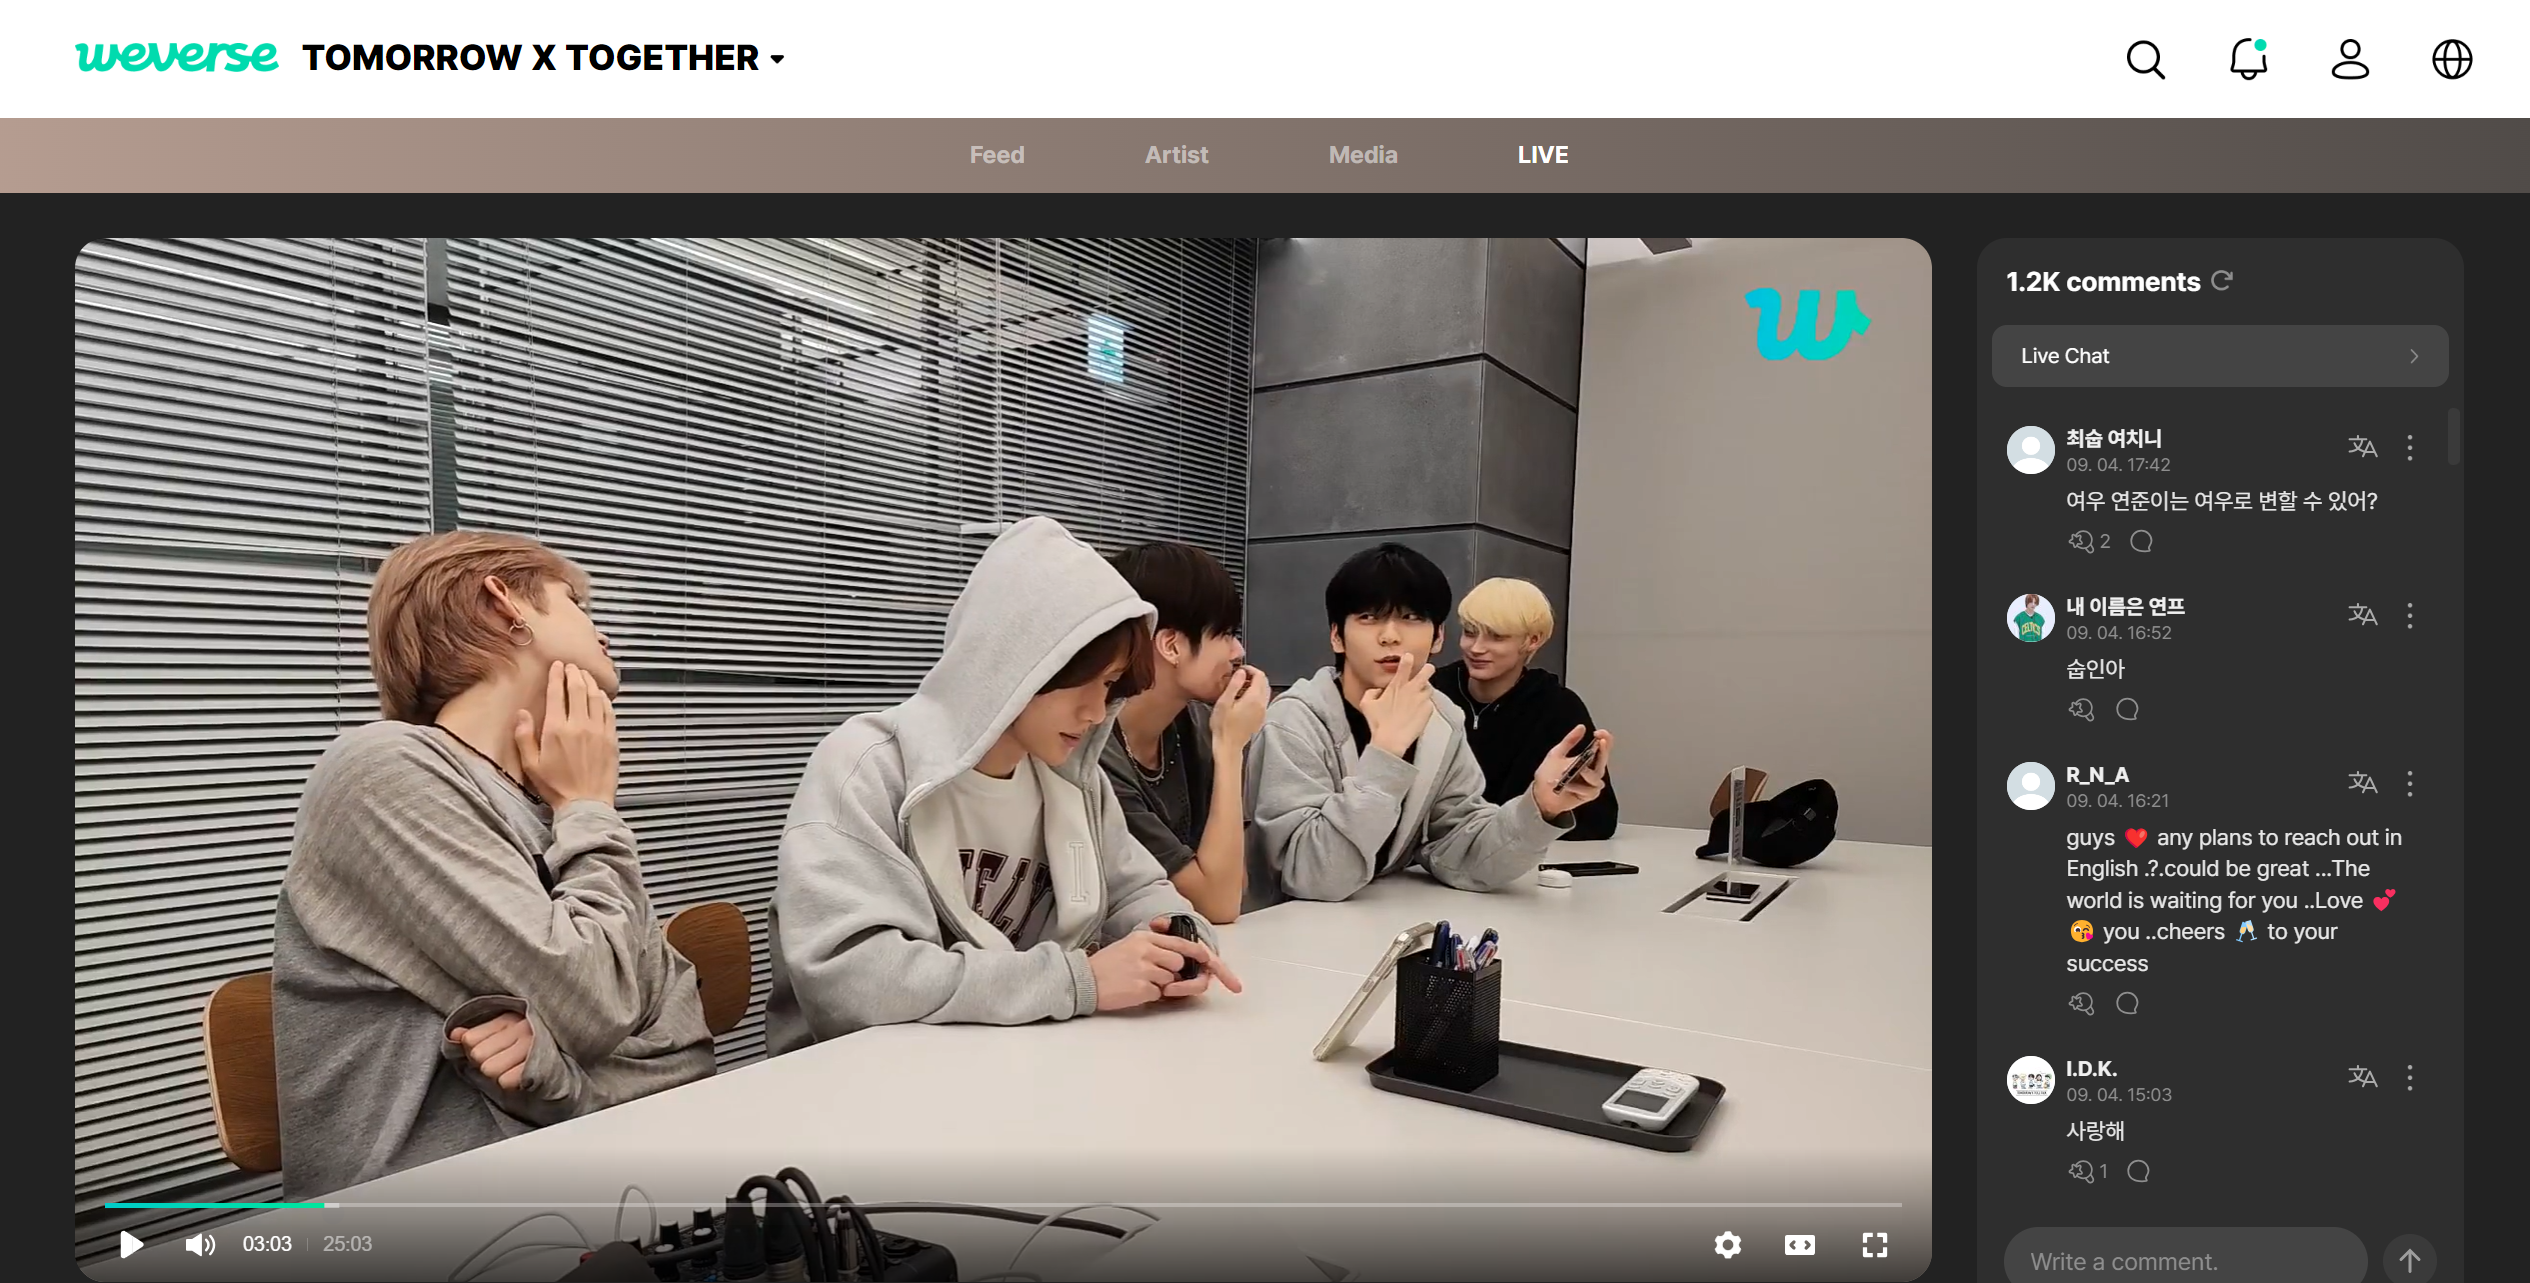 weverse TOMORROW X TOGETHER
Feed Artist Media LIVE
w
1.2K comments
Live Chat
최숩 여치니
09. 04. 17:42
여우 연준이는 여우로 변할 수 있어?
2
내 이름은 연프
09. 04. 16:52
숩인아
R_N_A
09. 04. 16:21
guys ❤️ any plans to reach out in
English .?.could be great ...The
world is waiting for you ..Love 💕
😘 you ..cheers 🥂 to your
success
I.D.K.
09. 04. 15:03
사랑해
1
Write a comment.
03:03 | 25:03